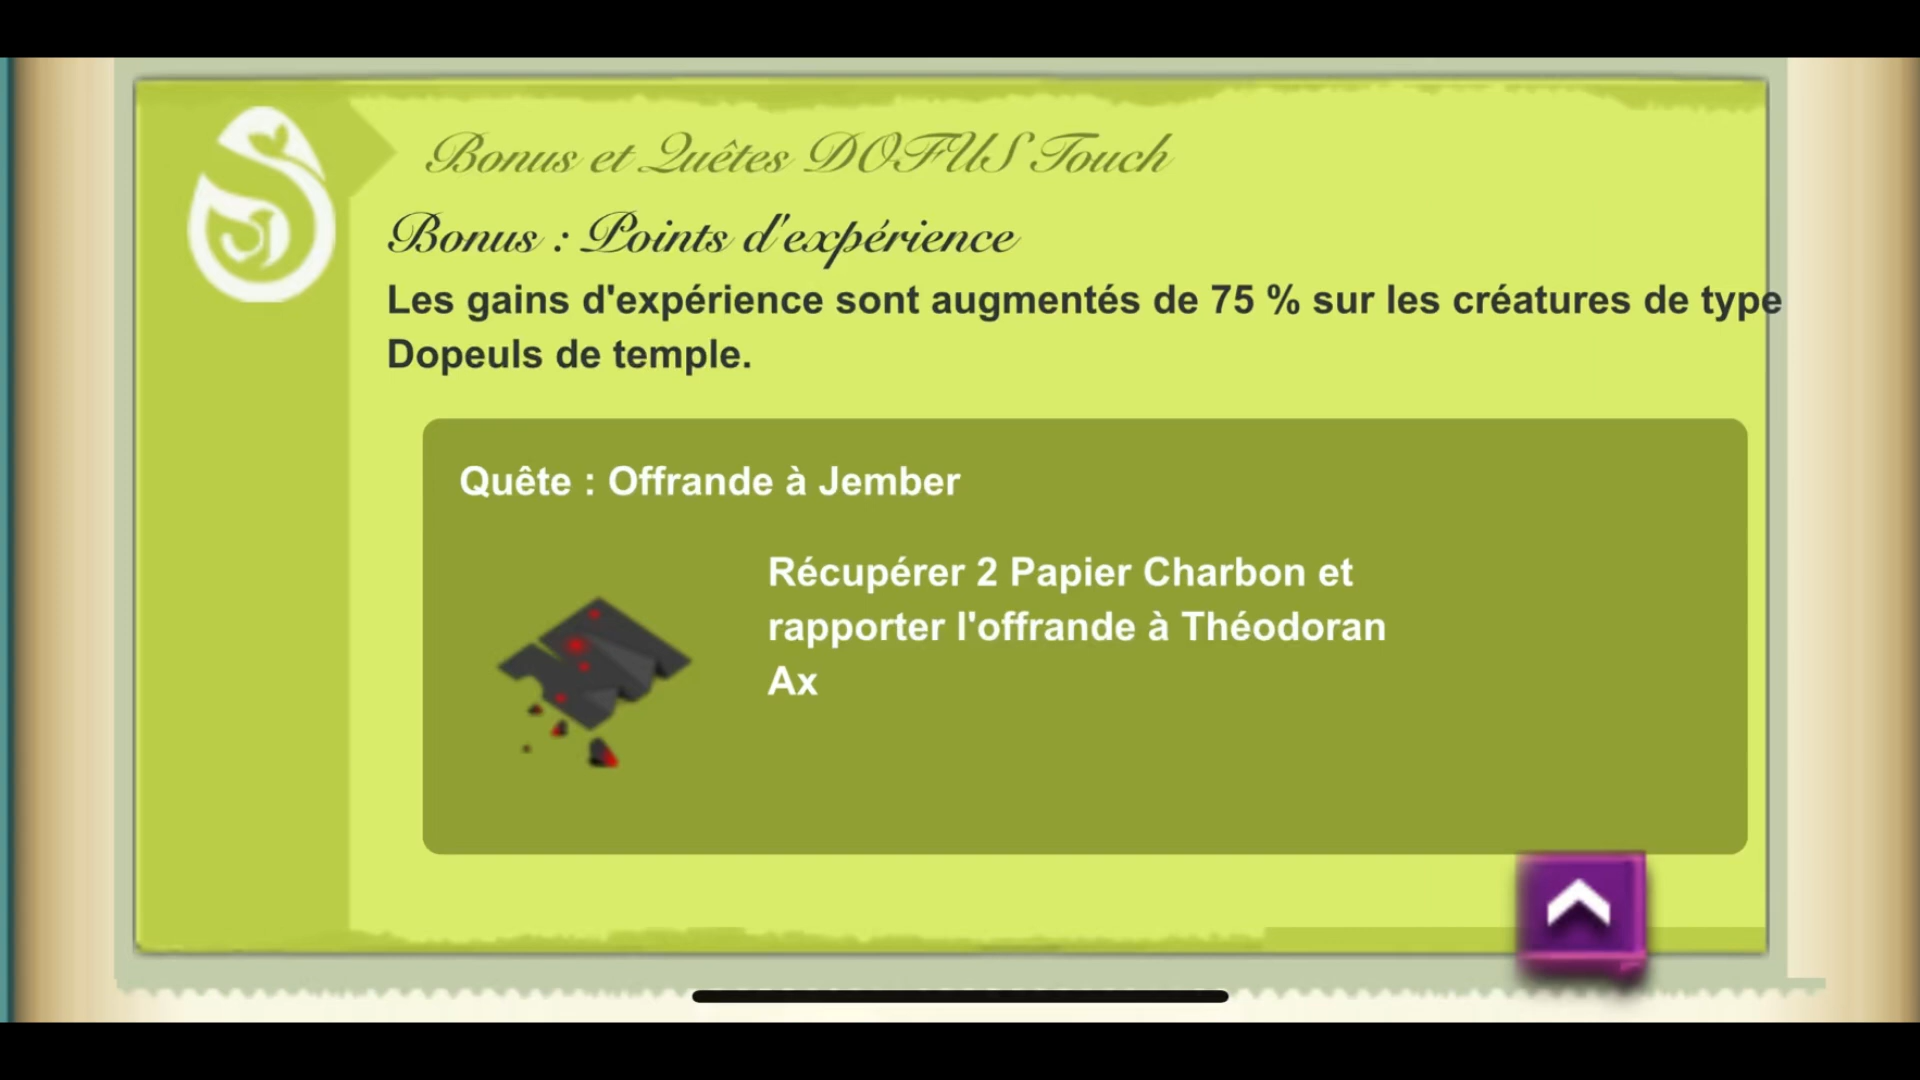 Bonus et Quêtes DOFUS Touch
Bonus : Points d'expérience
Les gains d'expérience sont augmentés de 75 % sur les créatures de type
Dopeuls de temple.
Quête : Offrande à Jember
Récupérer 2 Papier Charbon et
rapporter l'offrande à Théodoran
Ax